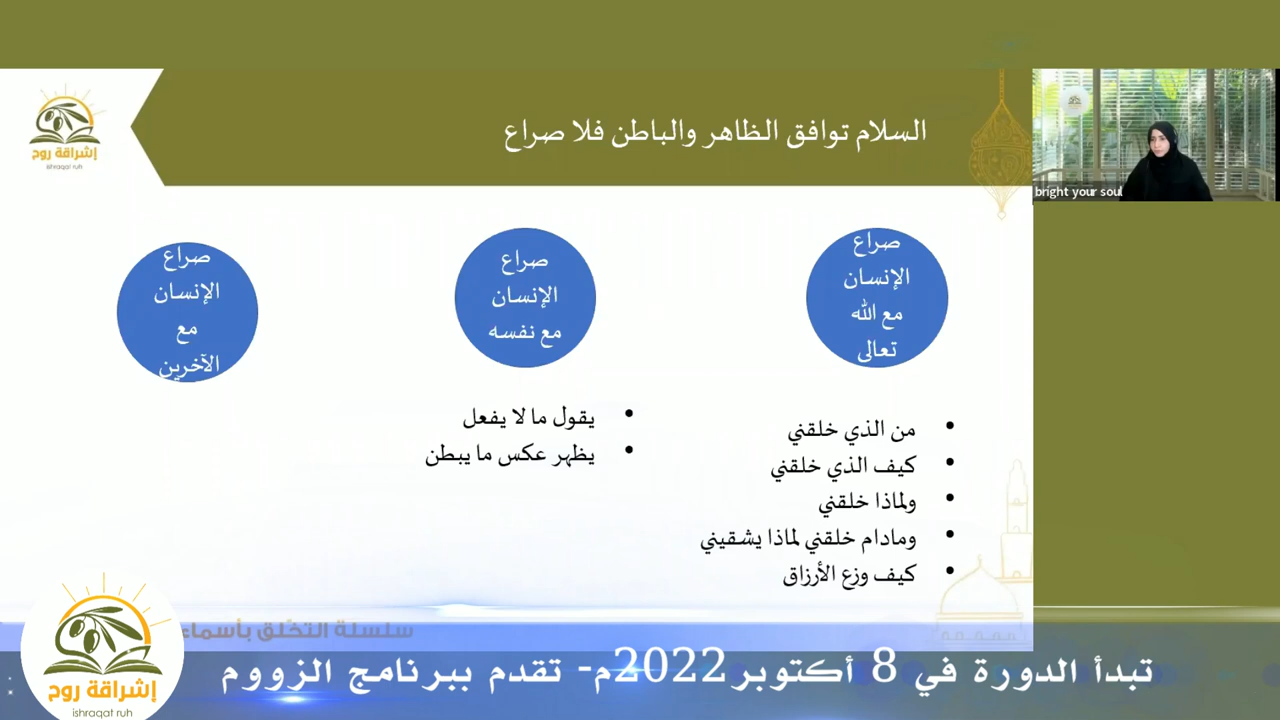 إشراقة روح
ishraqat ruh
السلام توافق الظاهر والباطن فلا صراع
bright your soul
صراع
الإنسان
مع الله
تعالى
من الذي خلقني
كيف الذي خلقني
ولماذا خلقني
ومادام خلقني لماذا يشقيني
كيف وزع الأرزاق
صراع
الإنسان
مع نفسه
يقول ما لا يفعل
يظهر عكس ما يبطن
صراع
الإنسان
مع
الآخرين
سلسلة التخلق بأسماء
تبدأ الدورة في 8 أكتوبر2022م- تقدم ببرنامج الزووم
إشراقة روح
ishraqat ruh